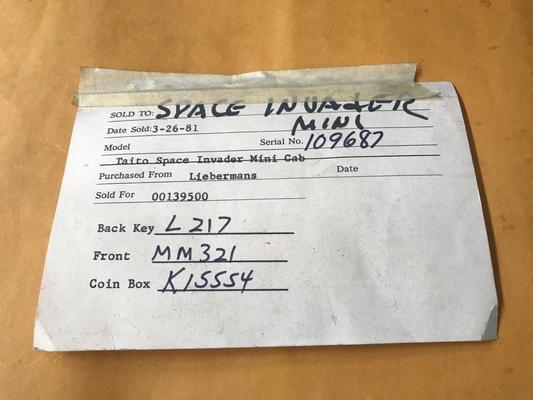 SOLD TO: SPACE INVADER
Date Sold:3-26-81 MINI
Model Serial No. 109687
Taito Space Invader Mini Cab
Purchased From Liebermans Date
Sold For 00139500
Back Key L217
Front MM321
Coin Box K15554